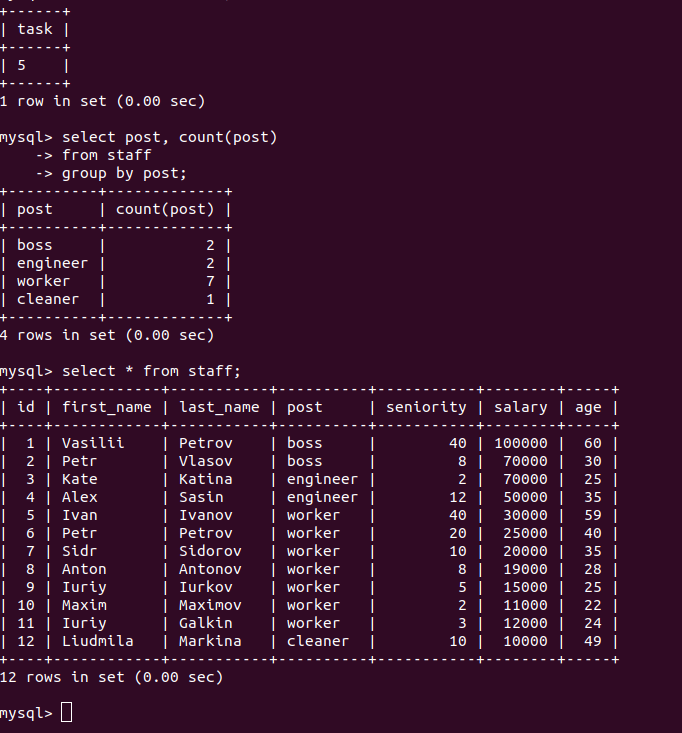 +------+
| task |
+------+
| 5    |
+------+
1 row in set (0.00 sec)

mysql> select post, count(post)
    -> from staff
    -> group by post;
+----------+-------------+
| post     | count(post) |
+----------+-------------+
| boss     |           2 |
| engineer |           2 |
| worker   |           7 |
| cleaner  |           1 |
+----------+-------------+
4 rows in set (0.00 sec)

mysql> select * from staff;
+----+------------+-----------+----------+-----------+--------+-----+
| id | first_name | last_name | post     | seniority | salary | age |
+----+------------+-----------+----------+-----------+--------+-----+
|  1 | Vasilii    | Petrov    | boss     |        40 | 100000 |  60 |
|  2 | Petr       | Vlasov    | boss     |         8 |  70000 |  30 |
|  3 | Kate       | Katina    | engineer |         2 |  70000 |  25 |
|  4 | Alex       | Sasin     | engineer |        12 |  50000 |  35 |
|  5 | Ivan       | Ivanov    | worker   |        40 |  30000 |  59 |
|  6 | Petr       | Petrov    | worker   |        20 |  25000 |  40 |
|  7 | Sidr       | Sidorov   | worker   |        10 |  20000 |  35 |
|  8 | Anton      | Antonov   | worker   |         8 |  19000 |  28 |
|  9 | Iuriy      | Iurkov    | worker   |         5 |  15000 |  25 |
| 10 | Maxim      | Maximov   | worker   |         2 |  11000 |  22 |
| 11 | Iuriy      | Galkin    | worker   |         3 |  12000 |  24 |
| 12 | Liudmila   | Markina   | cleaner  |        10 |  10000 |  49 |
+----+------------+-----------+----------+-----------+--------+-----+
12 rows in set (0.00 sec)

mysql>